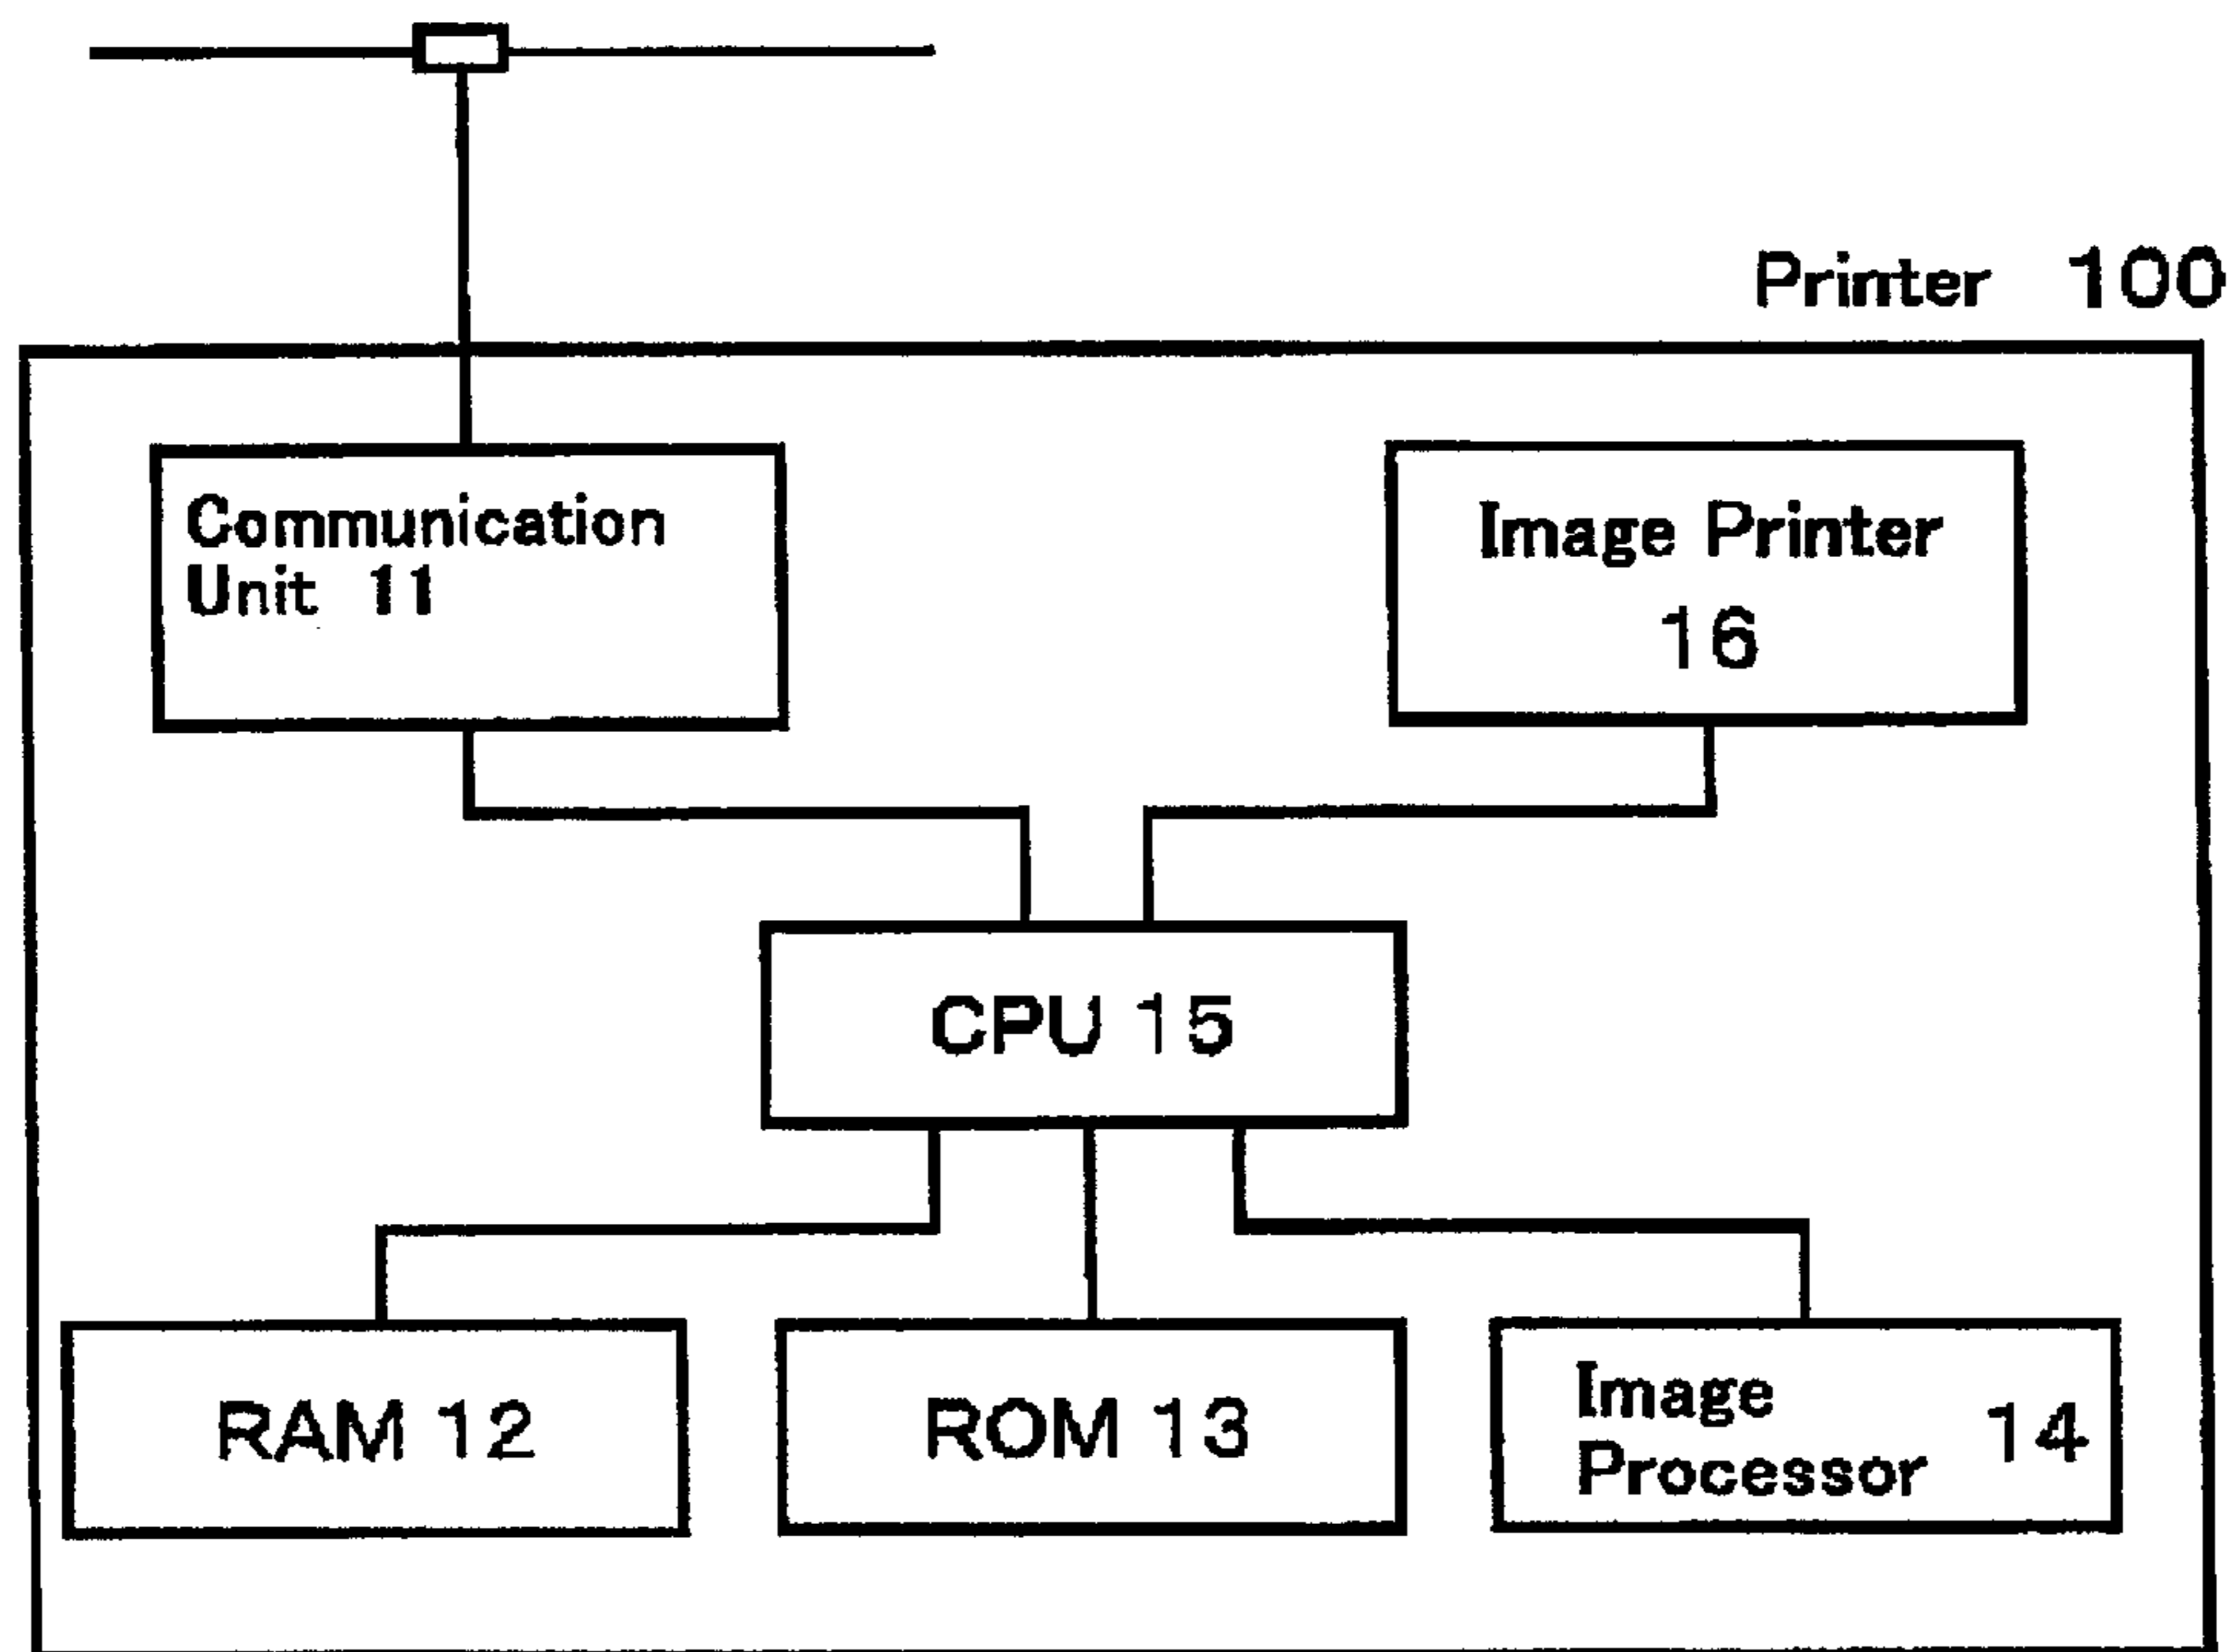 Printer 100
Communication
Unit 11
Image Printer
16
CPU 15
RAM 12
ROM 13
Image
Processor 14